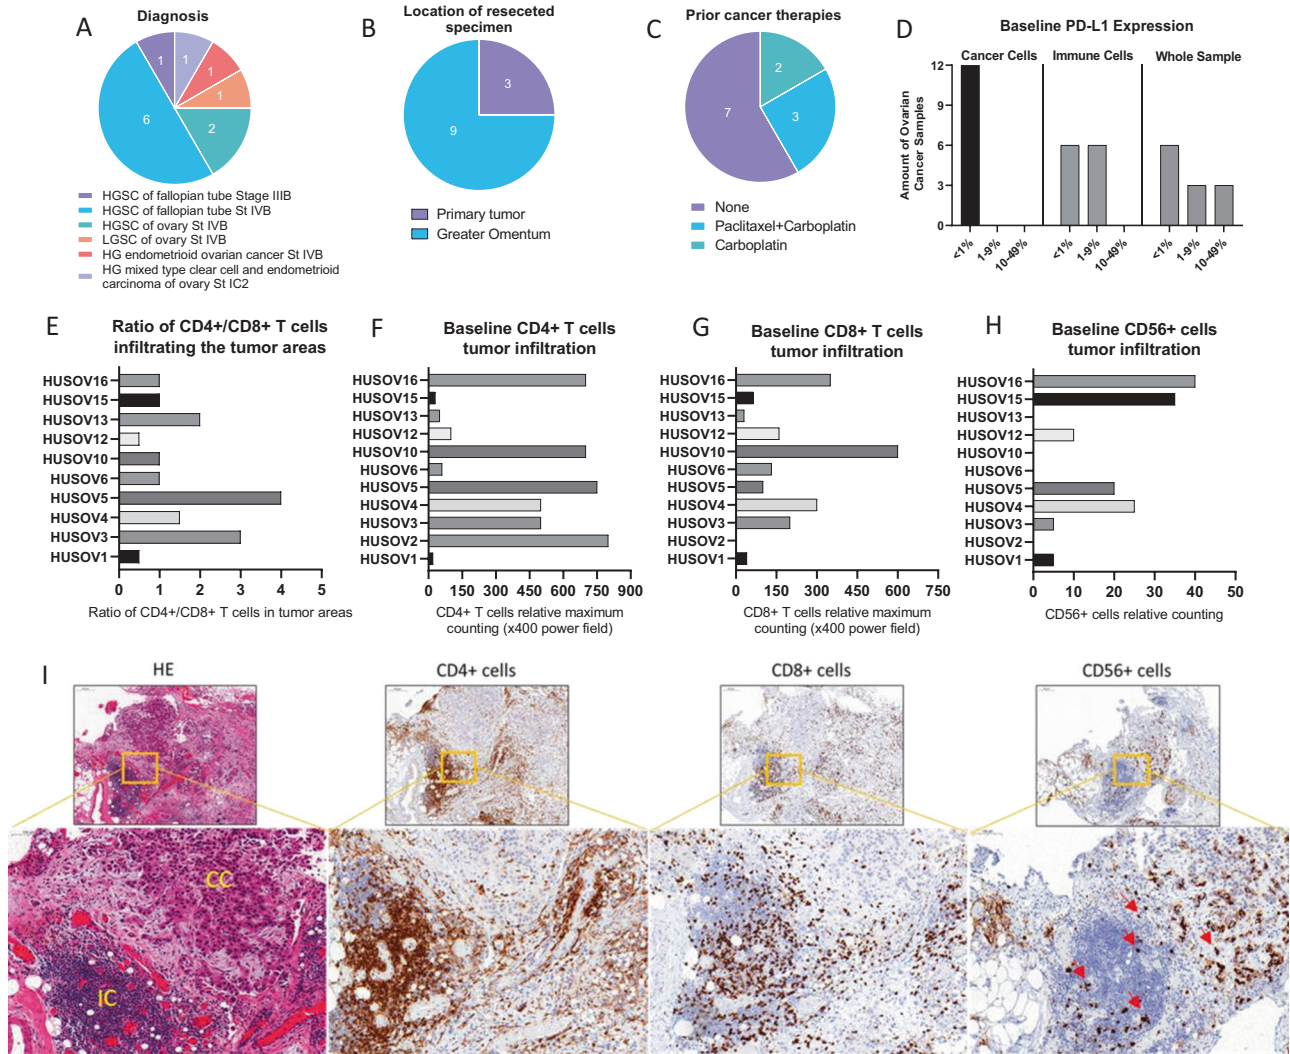 A
Diagnosis
1
1
1
1
2
6
HGSC of fallopian tube Stage IIIB
HGSC of fallopian tube St IVB
HGSC of ovary St IVB
LGSC of ovary St IVB
HG endometrioid ovarian cancer St IVB
HG mixed type clear cell and endometrioid
carcinoma of ovary St IC2
B
Location of reseceted
specimen
3
9
Primary tumor
Greater Omentum
C
Prior cancer therapies
2
3
7
None
Paclitaxel+Carboplatin
Carboplatin
D
Baseline PD-L1 Expression
Cancer Cells
Immune Cells
Whole Sample
Amount of Ovarian
Cancer Samples
12
9
6
3
0
<1%
1-9%
10-49%
<1%
1-9%
10-49%
<1%
1-9%
10-49%
E
Ratio of CD4+/CD8+ T cells
infiltrating the tumor areas
HUSOV16
HUSOV15
HUSOV13
HUSOV12
HUSOV10
HUSOV6
HUSOV5
HUSOV4
HUSOV3
HUSOV1
0 1 2 3 4 5
Ratio of CD4+/CD8+ T cells in tumor areas
F
Baseline CD4+ T cells
tumor infiltration
HUSOV16
HUSOV15
HUSOV13
HUSOV12
HUSOV10
HUSOV6
HUSOV5
HUSOV4
HUSOV3
HUSOV2
HUSOV1
0 150 300 450 600 750 900
CD4+ T cells relative maximum
counting (x400 power field)
G
Baseline CD8+ T cells
tumor infiltration
HUSOV16
HUSOV15
HUSOV13
HUSOV12
HUSOV10
HUSOV6
HUSOV5
HUSOV4
HUSOV3
HUSOV2
HUSOV1
0 150 300 450 600 750
CD8+ T cells relative maximum
counting (x400 power field)
H
Baseline CD56+ cells
tumor infiltration
HUSOV16
HUSOV15
HUSOV13
HUSOV12
HUSOV10
HUSOV6
HUSOV5
HUSOV4
HUSOV3
HUSOV2
HUSOV1
0 10 20 30 40 50
CD56+ cells relative counting
I
HE
CD4+ cells
CD8+ cells
CD56+ cells
CC
IC